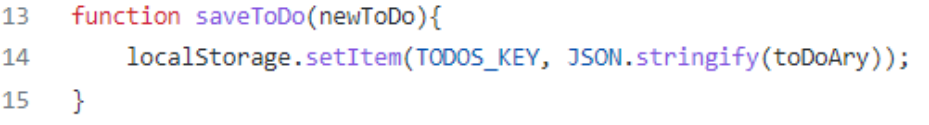 13 function saveToDo(newToDo){
14     localStorage.setItem(TODOS_KEY, JSON.stringify(toDoAry));
15 }